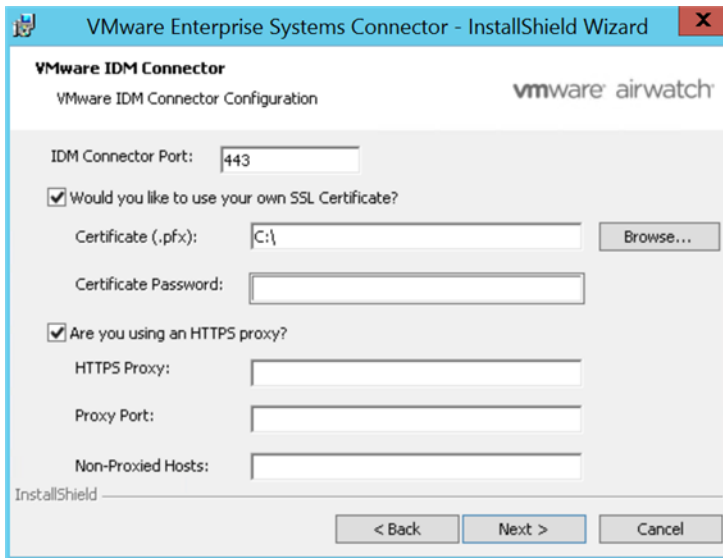 VMware Enterprise Systems Connector - InstallShield Wizard
VMware IDM Connector
VMware IDM Connector Configuration
vmware airwatch
IDM Connector Port: 443
Would you like to use your own SSL Certificate?
Certificate (.pfx): C:\ Browse...
Certificate Password:
Are you using an HTTPS proxy?
HTTPS Proxy:
Proxy Port:
Non-Proxied Hosts:
InstallShield
< Back Next > Cancel